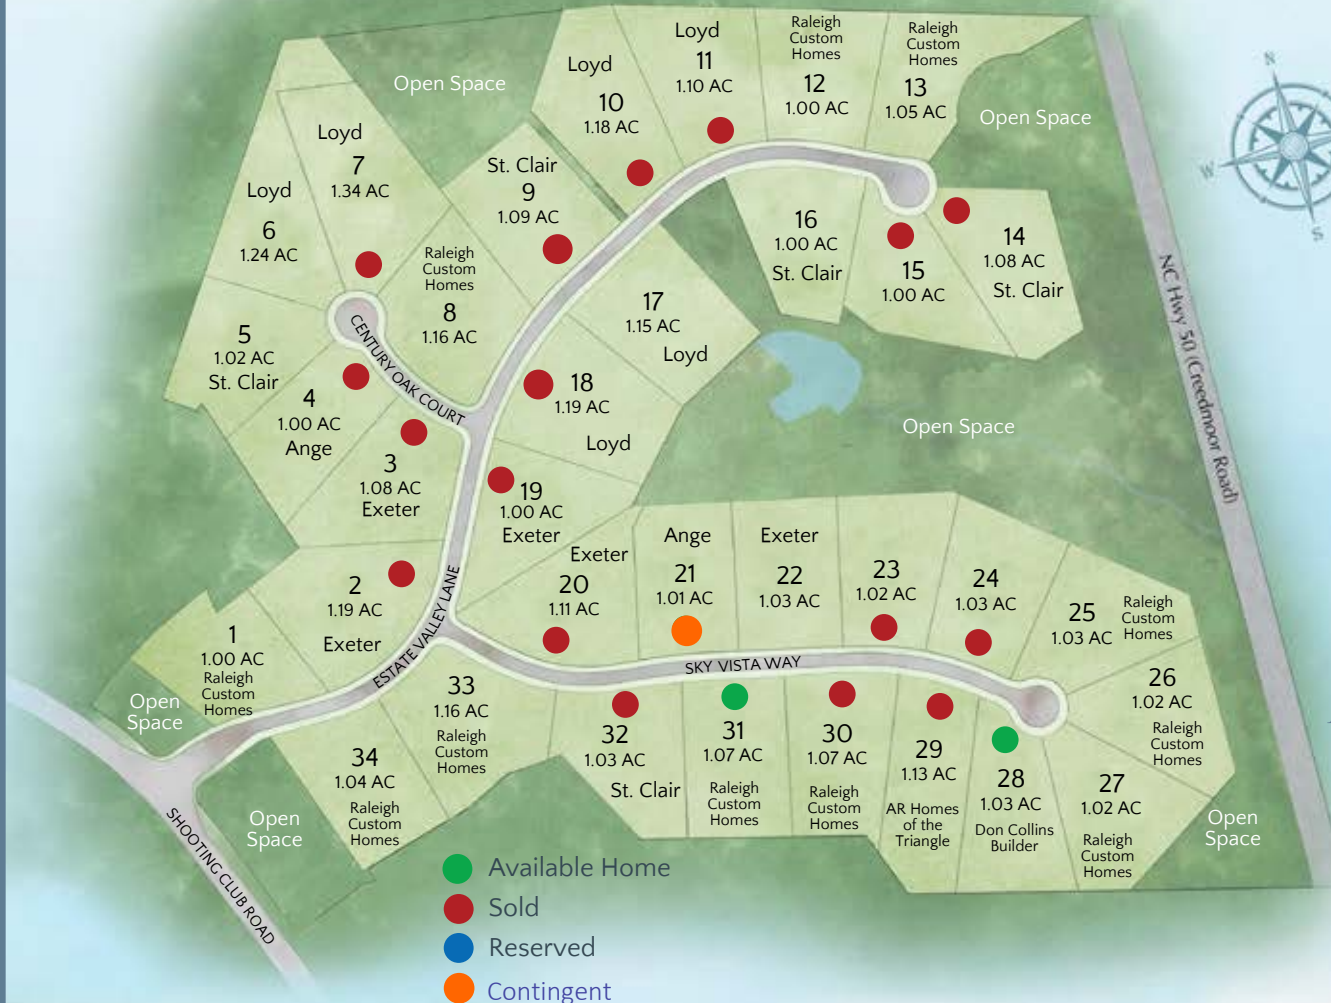 Loyd
11
1.10 AC
Raleigh
Custom
Homes
12
1.00 AC
Raleigh
Custom
Homes
13
1.05 AC
Open Space
Loyd
10
1.18 AC
Open Space
N
W
S
Loyd
7
1.34 AC
St. Clair
9
1.09 AC
Loyd
6
1.24 AC
Raleigh
Custom
Homes
8
1.16 AC
16
1.00 AC
St. Clair
15
1.00 AC
14
1.08 AC
St. Clair
NC Hwy 50 (Creedmoor Road)
17
1.15 AC
Loyd
5
1.02 AC
St. Clair
CENTURY OAK COURT
4
1.00 AC
Ange
18
1.19 AC
Loyd
Open Space
3
1.08 AC
Exeter
19
1.00 AC
Exeter
Exeter
20
1.11 AC
Ange
21
1.01 AC
Exeter
22
1.03 AC
23
1.02 AC
24
1.03 AC
25
1.03 AC
Raleigh
Custom
Homes
2
1.19 AC
Exeter
ESTATE VALLEY LANE
1
1.00 AC
Raleigh
Custom
Homes
Open
Space
SKY VISTA WAY
26
1.02 AC
Raleigh
Custom
Homes
33
1.16 AC
Raleigh
Custom
Homes
34
1.04 AC
Raleigh
Custom
Homes
32
1.03 AC
St. Clair
31
1.07 AC
Raleigh
Custom
Homes
30
1.07 AC
Raleigh
Custom
Homes
29
1.13 AC
AR Homes
of the
Triangle
28
1.03 AC
Don Collins
Builder
27
1.02 AC
Raleigh
Custom
Homes
Open
Space
Open
Space
SHOOTING CLUB ROAD
Available Home
Sold
Reserved
Contingent